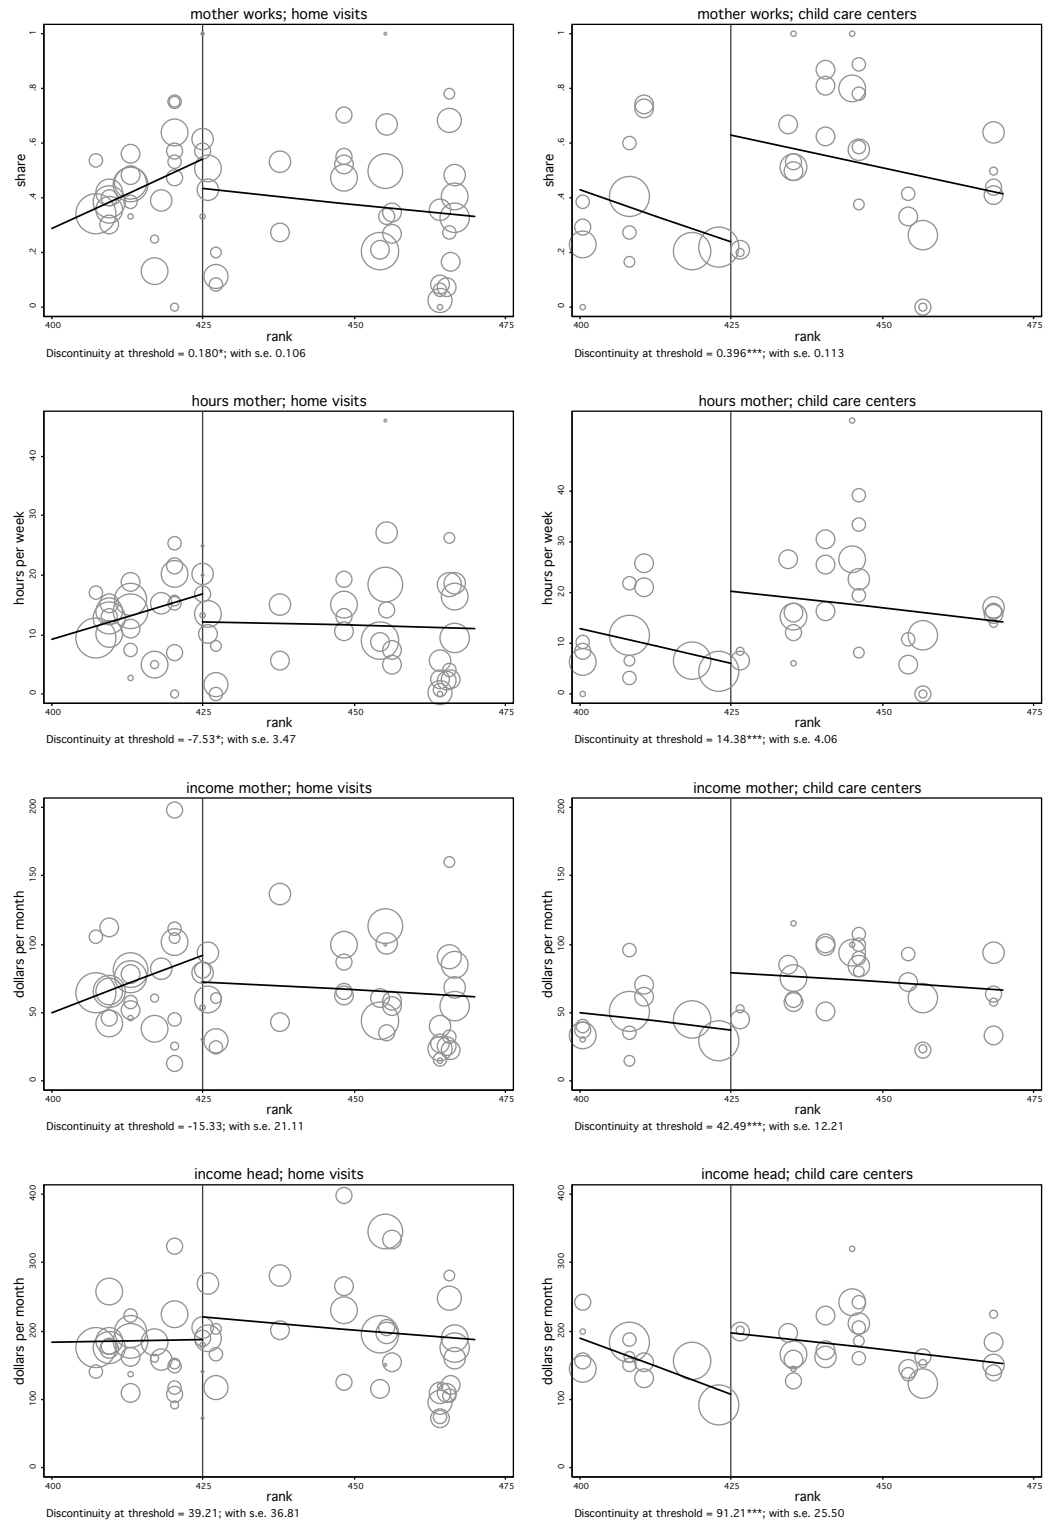 mother works; home visits
share
0 .2 .4 .6 .8 1
400 425 450 475
rank
Discontinuity at threshold = 0.180*; with s.e. 0.106
mother works; child care centers
share
0 .2 .4 .6 .8 1
400 425 450 475
rank
Discontinuity at threshold = 0.396***; with s.e. 0.113
hours mother; home visits
hours per week
0 10 20 30 40
400 425 450 475
rank
Discontinuity at threshold = -7.53*; with s.e. 3.47
hours mother; child care centers
hours per week
0 10 20 30 40
400 425 450 475
rank
Discontinuity at threshold = 14.38***; with s.e. 4.06
income mother; home visits
dollars per month
0 50 100 150 200
400 425 450 475
rank
Discontinuity at threshold = -15.33; with s.e. 21.11
income mother; child care centers
dollars per month
0 50 100 150 200
400 425 450 475
rank
Discontinuity at threshold = 42.49***; with s.e. 12.21
income head; home visits
dollars per month
0 100 200 300 400
400 425 450 475
rank
Discontinuity at threshold = 39.21; with s.e. 36.81
income head; child care centers
dollars per month
0 100 200 300 400
400 425 450 475
rank
Discontinuity at threshold = 91.21***; with s.e. 25.50